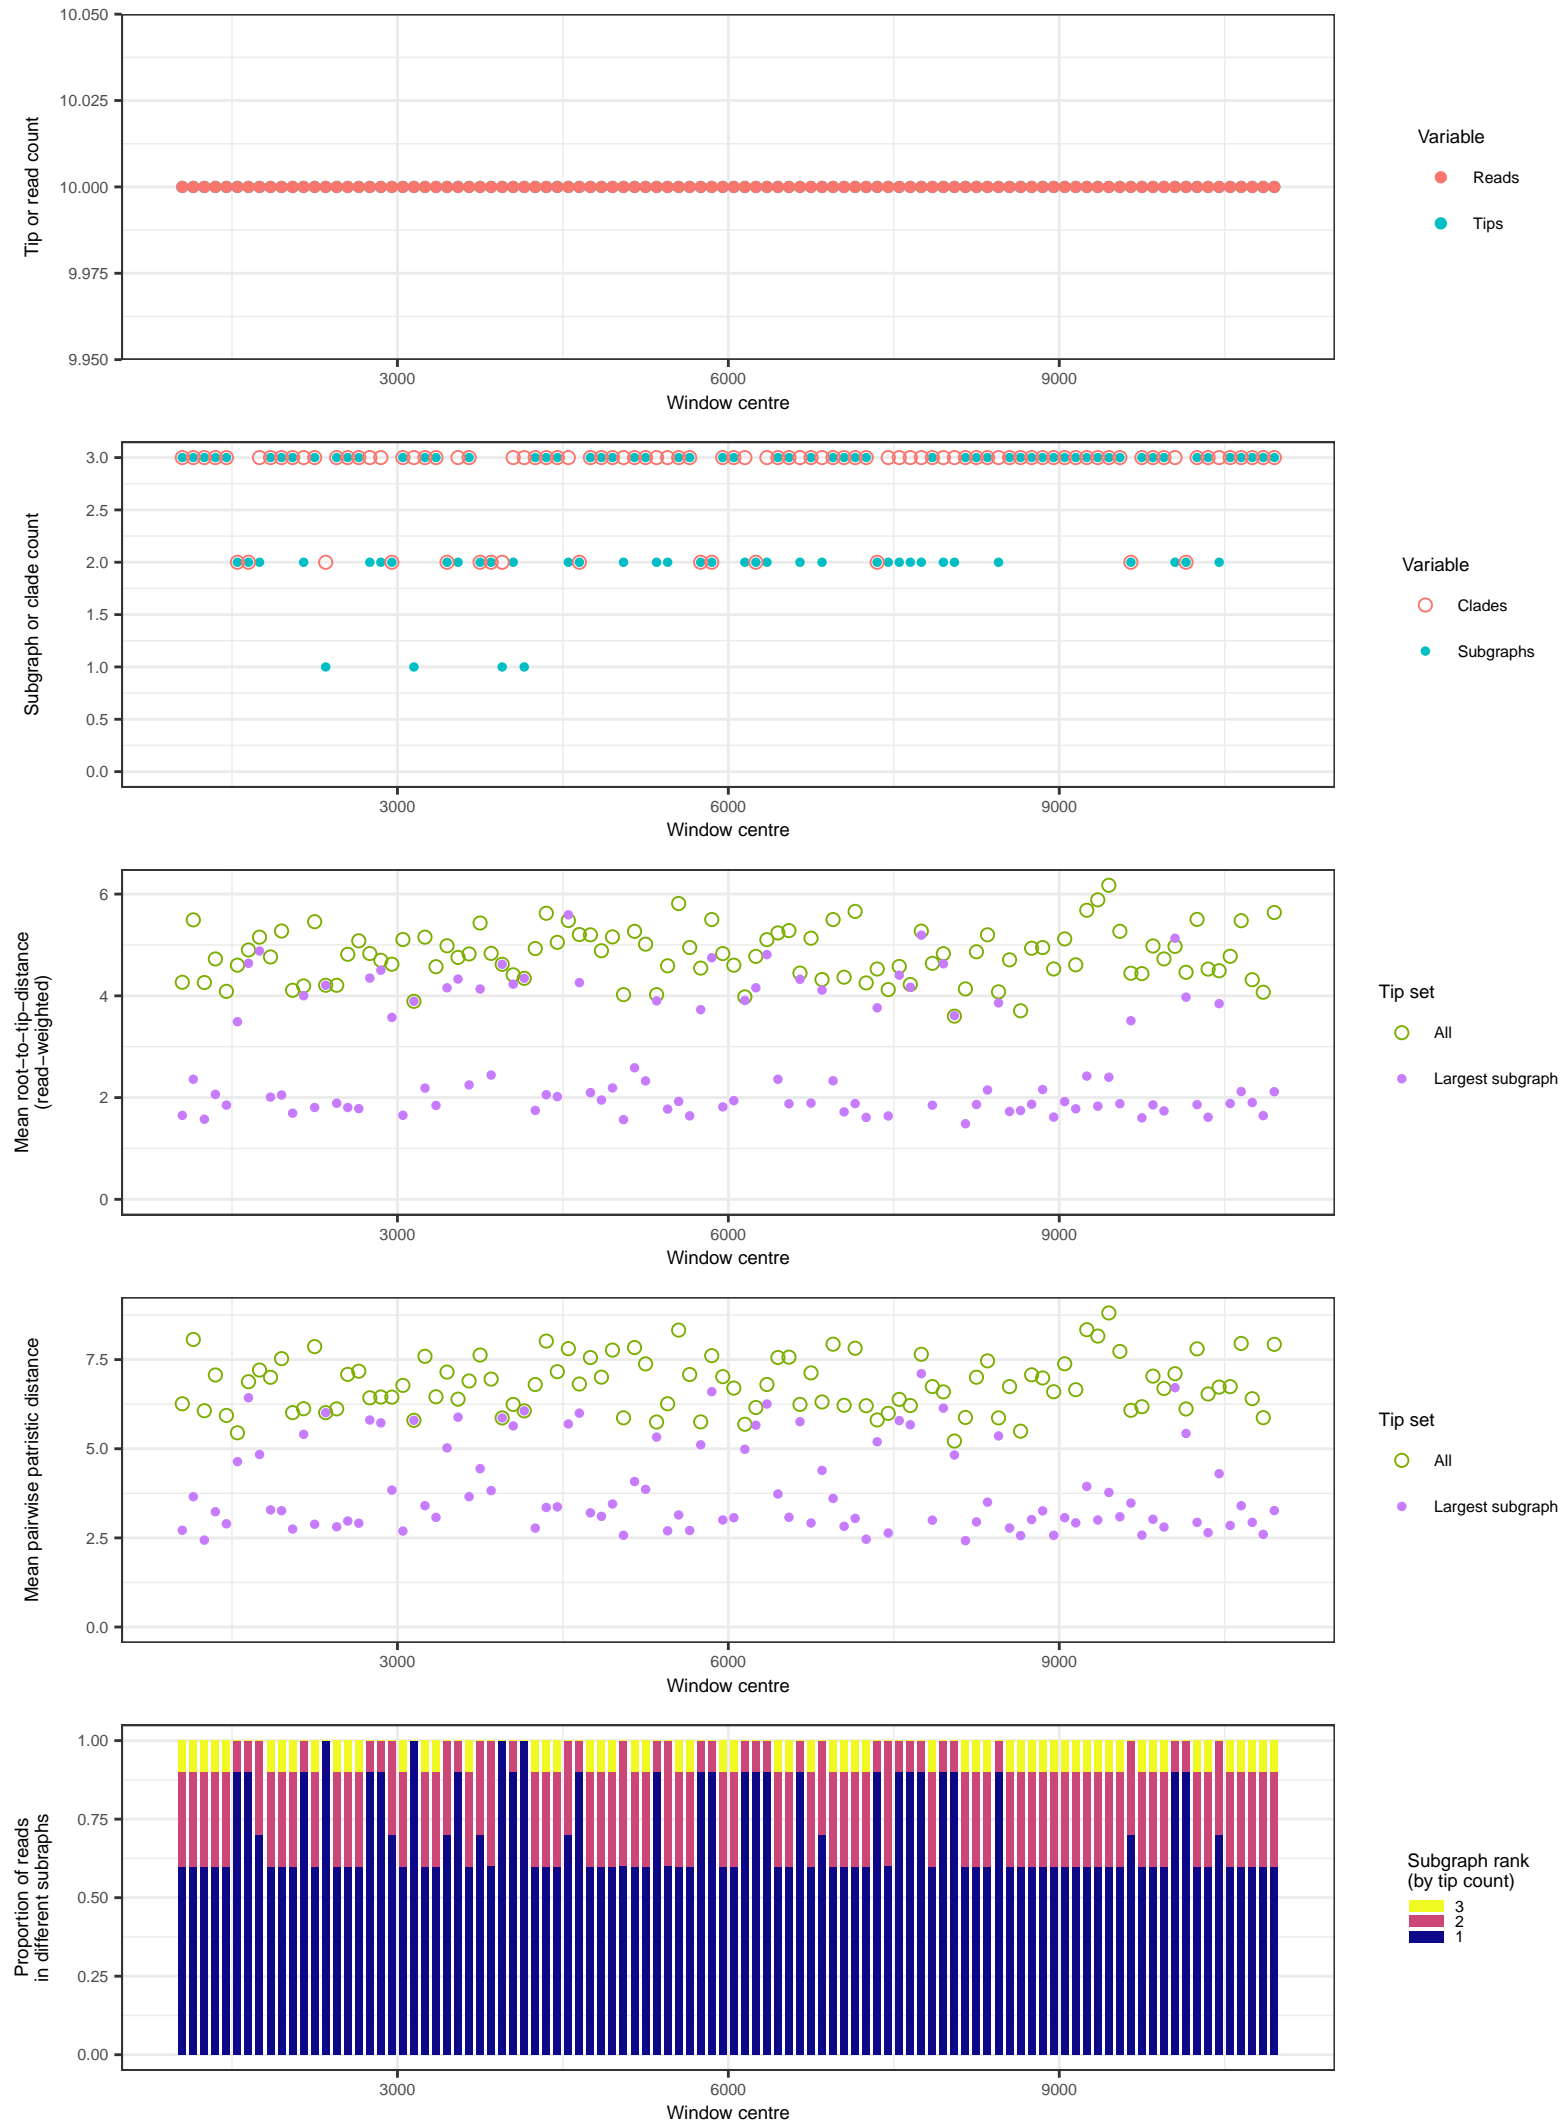 10.050
10.025
10.000
9.975
9.950
Tip or read count
3000 6000 9000
Window centre
Variable
Reads
Tips
3.0
2.5
2.0
1.5
1.0
0.5
0.0
Subgraph or clade count
3000 6000 9000
Window centre
Variable
Clades
Subgraphs
6
4
2
0
Mean root−to−tip−distance
(read−weighted)
3000 6000 9000
Window centre
Tip set
All
Largest subgraph
7.5
5.0
2.5
0.0
Mean pairwise patristic distance
3000 6000 9000
Window centre
Tip set
All
Largest subgraph
1.00
0.75
0.50
0.25
0.00
Proportion of reads
in different subraphs
3000 6000 9000
Window centre
Subgraph rank
(by tip count)
3
2
1